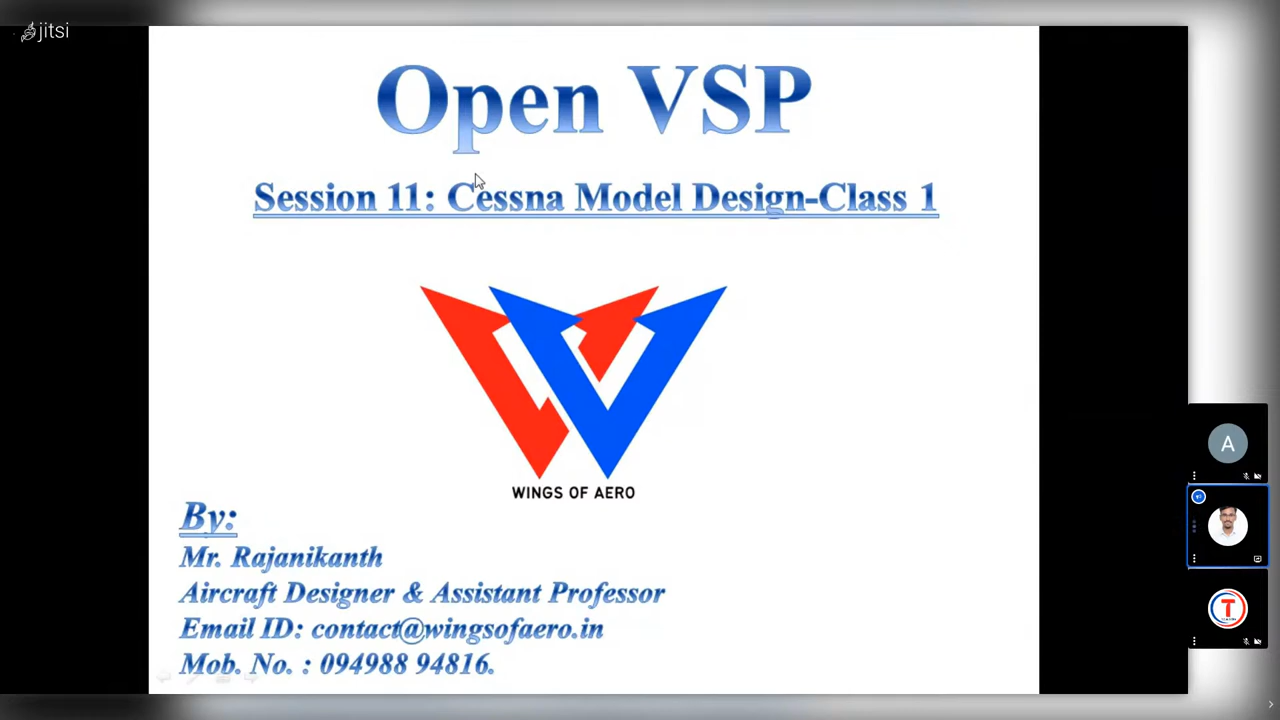 jitsi
Open VSP
Session 11: Cessna Model Design-Class 1
WINGS OF AERO
By:
Mr. Rajanikanth
Aircraft Designer & Assistant Professor
Email ID: contact@wingsofaero.in
Mob. No. : 094988 94816.
A
T